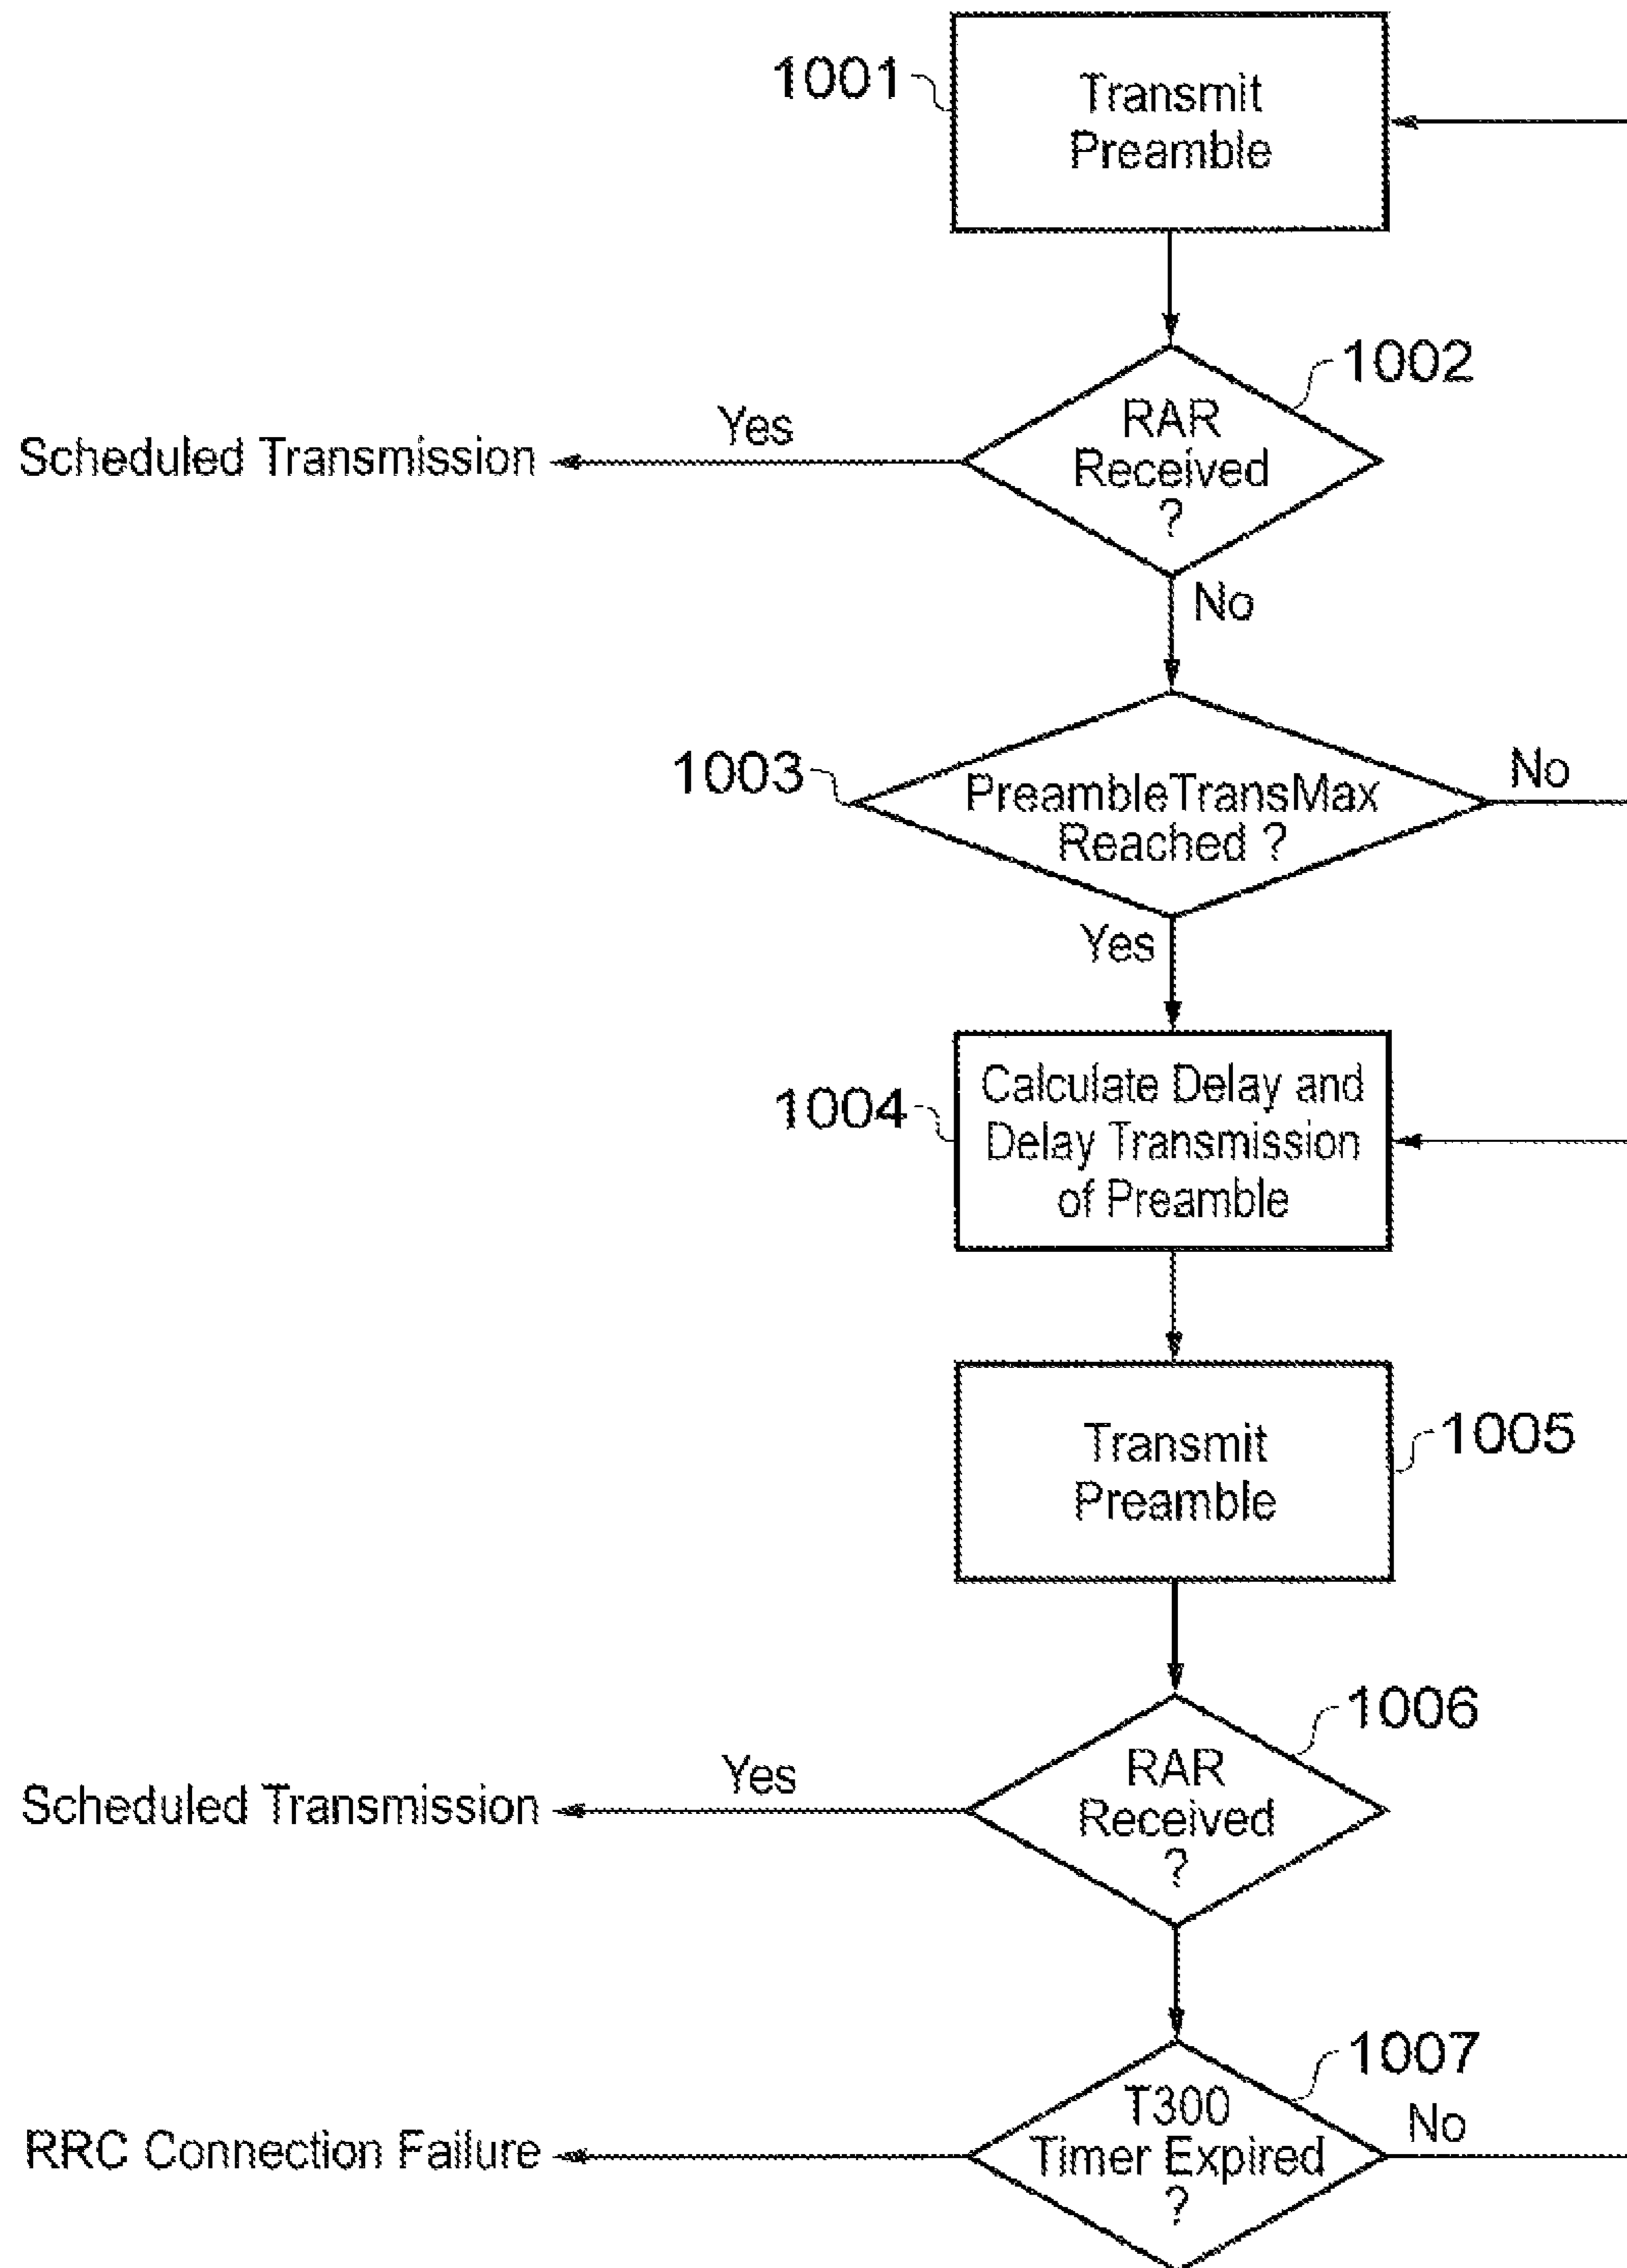 1001
Transmit
Preamble
1002
RAR
Received
?
Yes
Scheduled Transmission
No
1003
PreambleTransMax
Reached ?
No
Yes
1004
Calculate Delay and
Delay Transmission
of Preamble
Transmit
Preamble
1005
1006
RAR
Received
?
Yes
Scheduled Transmission
1007
T300
Timer Expired
?
No
RRC Connection Failure